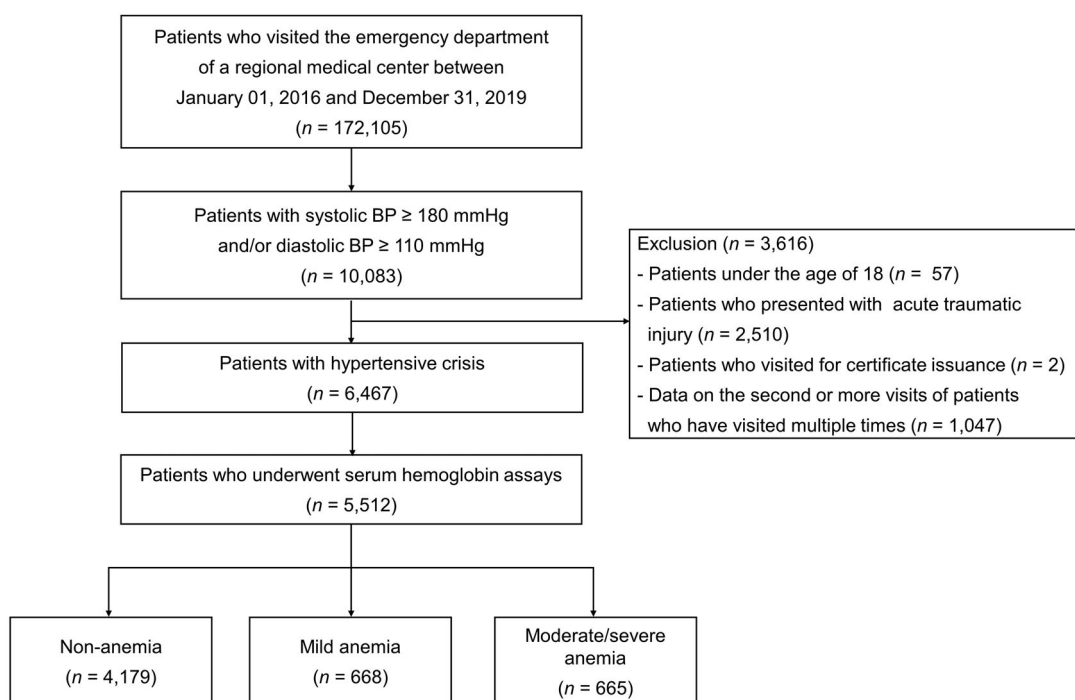 Patients who visited the emergency department
of a regional medical center between
January 01, 2016 and December 31, 2019
(n = 172,105)
Patients with systolic BP ≥ 180 mmHg
and/or diastolic BP ≥ 110 mmHg
(n = 10,083)
Exclusion (n = 3,616)
- Patients under the age of 18 (n = 57)
- Patients who presented with acute traumatic
injury (n = 2,510)
- Patients who visited for certificate issuance (n = 2)
- Data on the second or more visits of patients
who have visited multiple times (n = 1,047)
Patients with hypertensive crisis
(n = 6,467)
Patients who underwent serum hemoglobin assays
(n = 5,512)
Non-anemia
(n = 4,179)
Mild anemia
(n = 668)
Moderate/severe
anemia
(n = 665)